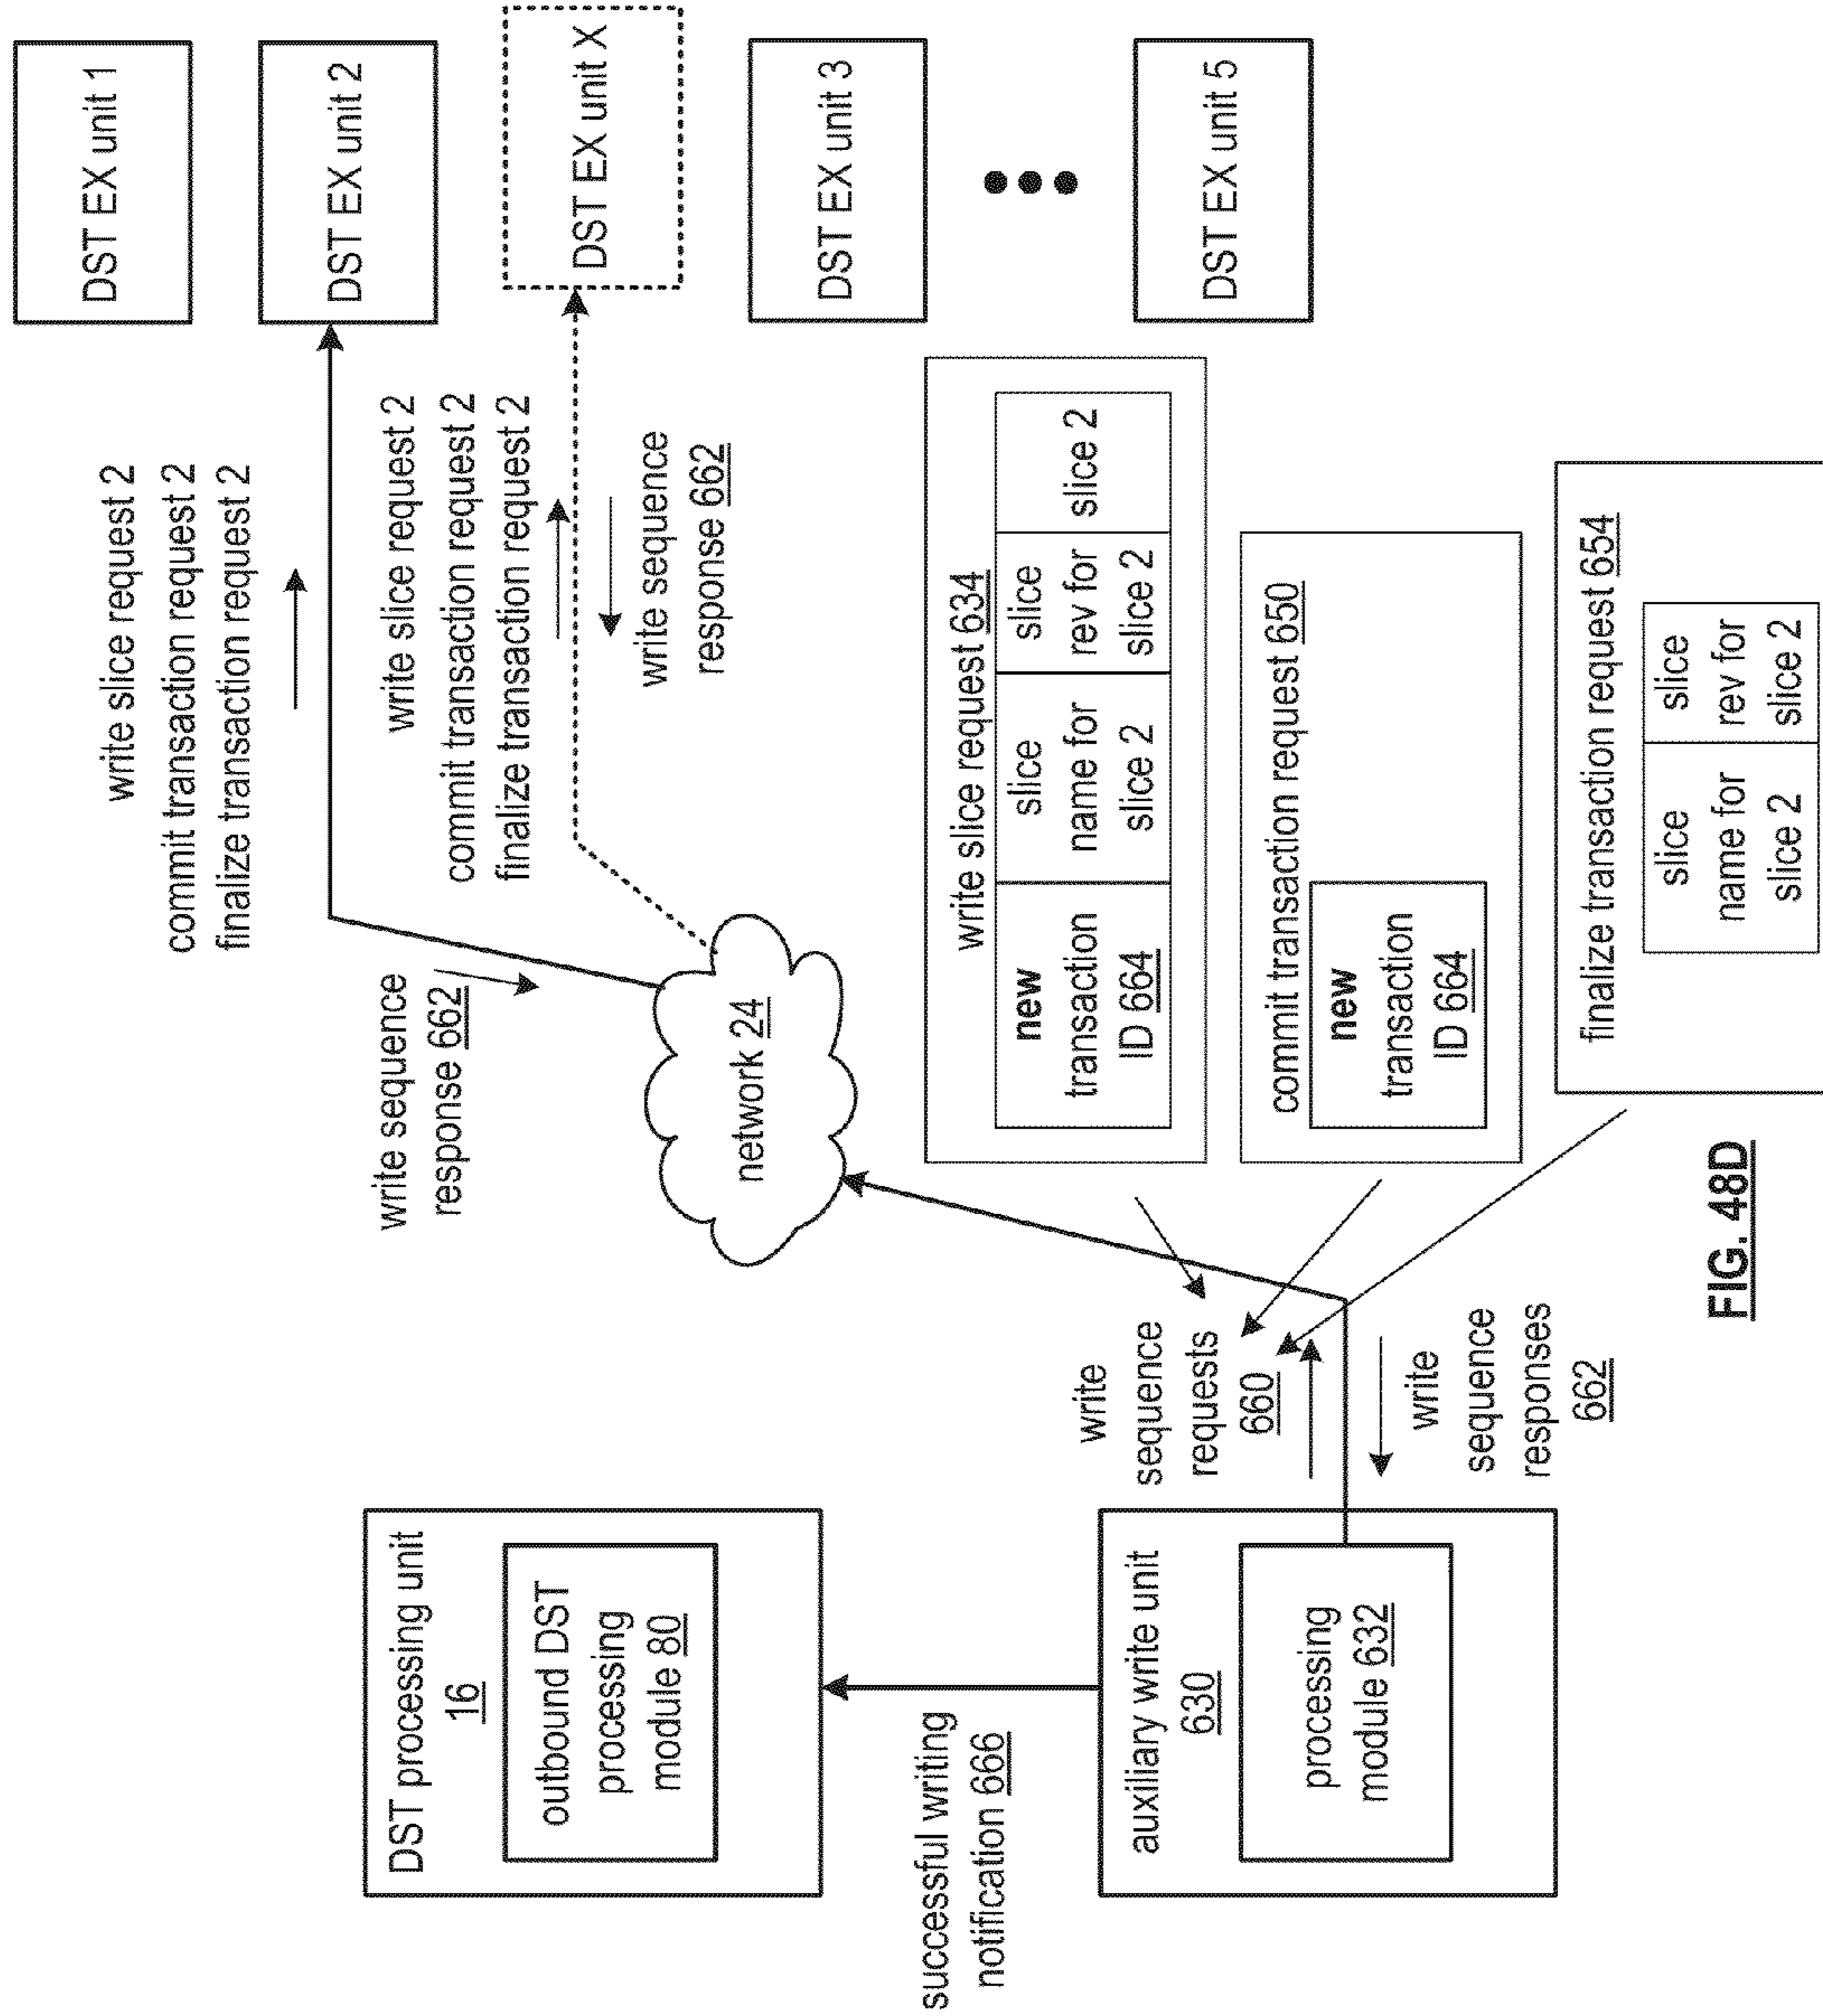 DST processing unit
16
outbound DST
processing
module 80
successful writing
notification 666
auxiliary write unit
630
processing
module 632
write
sequence
requests
660
write
sequence
responses
662
network 24
write sequence
response 662
write slice request 2
commit transaction request 2
finalize transaction request 2
write slice request 2
commit transaction request 2
finalize transaction request 2
write sequence
response 662
DST EX unit 1
DST EX unit 2
DST EX unit X
DST EX unit 3
DST EX unit 5
write slice request 634
new
transaction
ID 664
slice
name for
slice 2
slice
rev for
slice 2
slice 2
commit transaction request 650
new
transaction
ID 664
finalize transaction request 654
slice
name for
slice 2
slice
rev for
slice 2
FIG. 48D